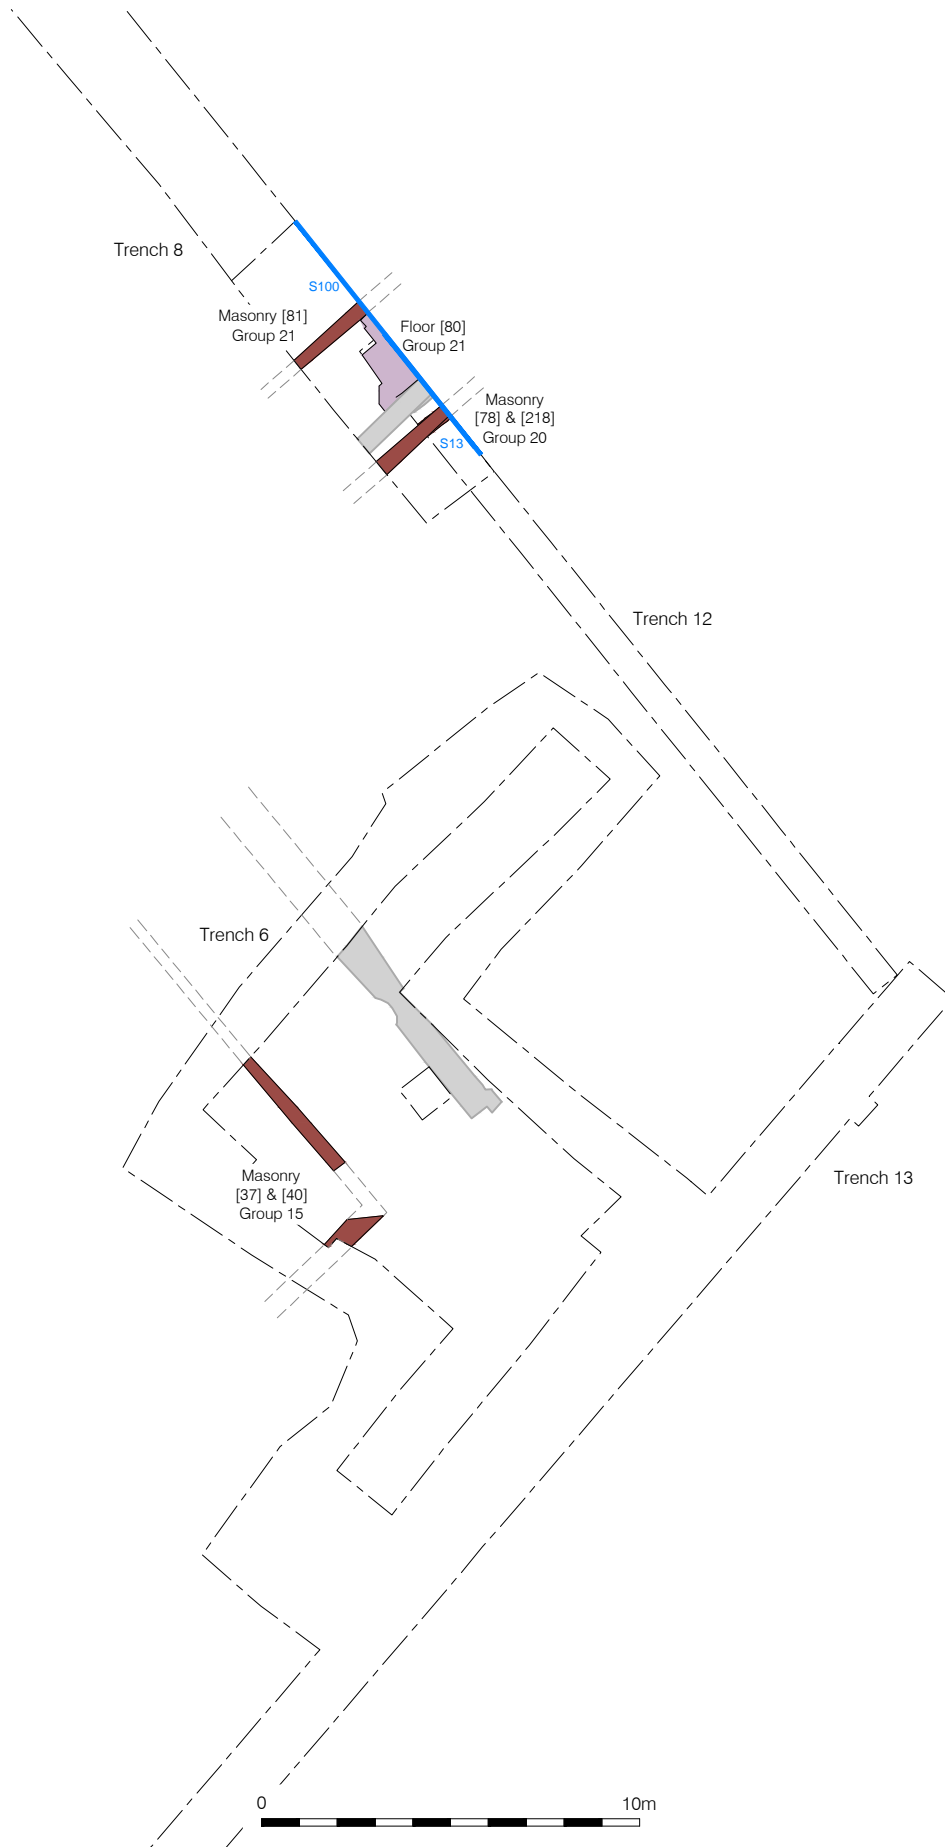 Trench 8
S100
Masonry [81]
Group 21
Floor [80]
Group 21
Masonry
[78] & [218]
Group 20
S13
Trench 12
Trench 6
Masonry
[37] & [40]
Group 15
Trench 13
0 10m